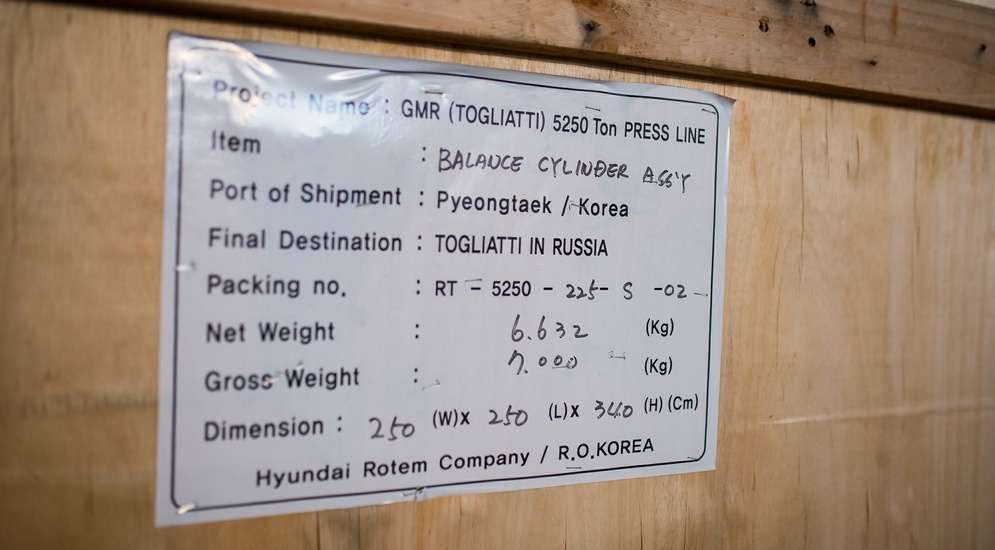 Project Name : GMR (TOGLIATTI) 5250 Ton PRESS LINE
Item : BALANCE CYLINDER ASS'Y
Port of Shipment : Pyeongtaek / Korea
Final Destination : TOGLIATTI IN RUSSIA
Packing no. : RT - 5250 - 225- S -02
Net Weight : 6.632 (Kg)
Gross Weight : 7.000 (Kg)
Dimension : 250 (W)x 250 (L)x 340 (H) (Cm)
Hyundai Rotem Company / R.O.KOREA